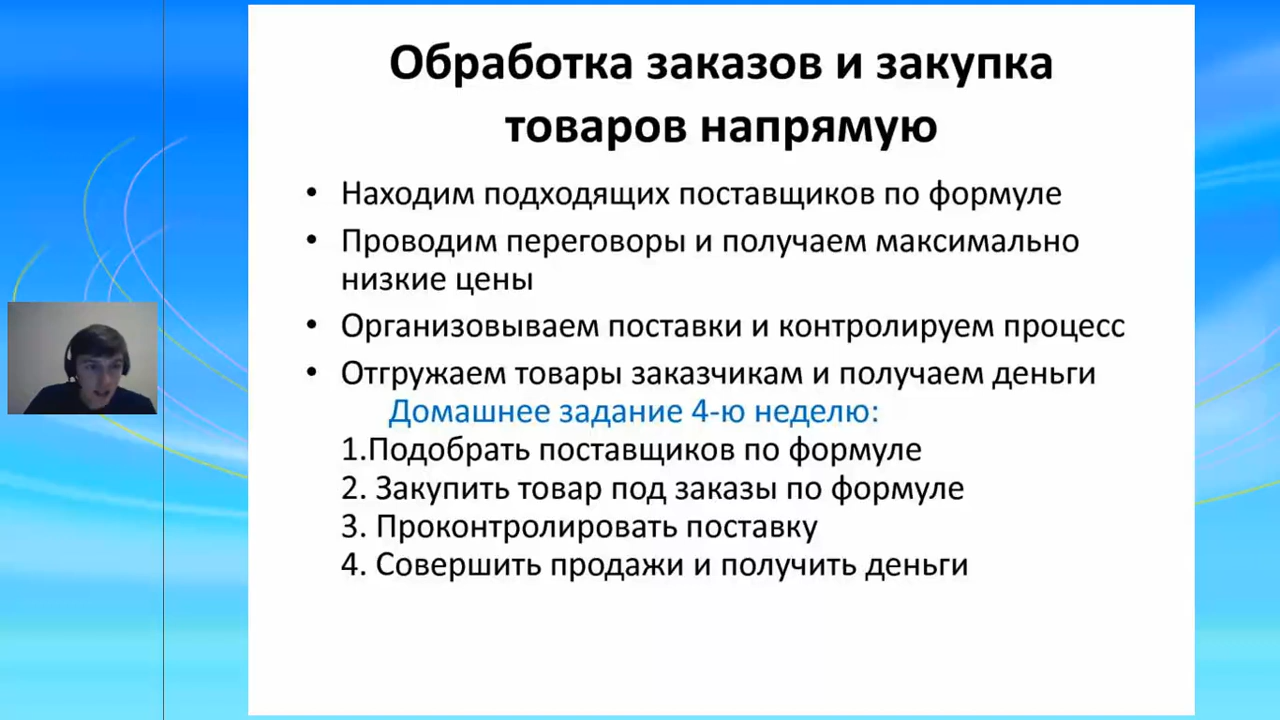 Обработка заказов и закупка
товаров напрямую
• Находим подходящих поставщиков по формуле
• Проводим переговоры и получаем максимально
низкие цены
• Организовываем поставки и контролируем процесс
• Отгружаем товары заказчикам и получаем деньги
Домашнее задание 4-ю неделю:
1.Подобрать поставщиков по формуле
2. Закупить товар под заказы по формуле
3. Проконтролировать поставку
4. Совершить продажи и получить деньги